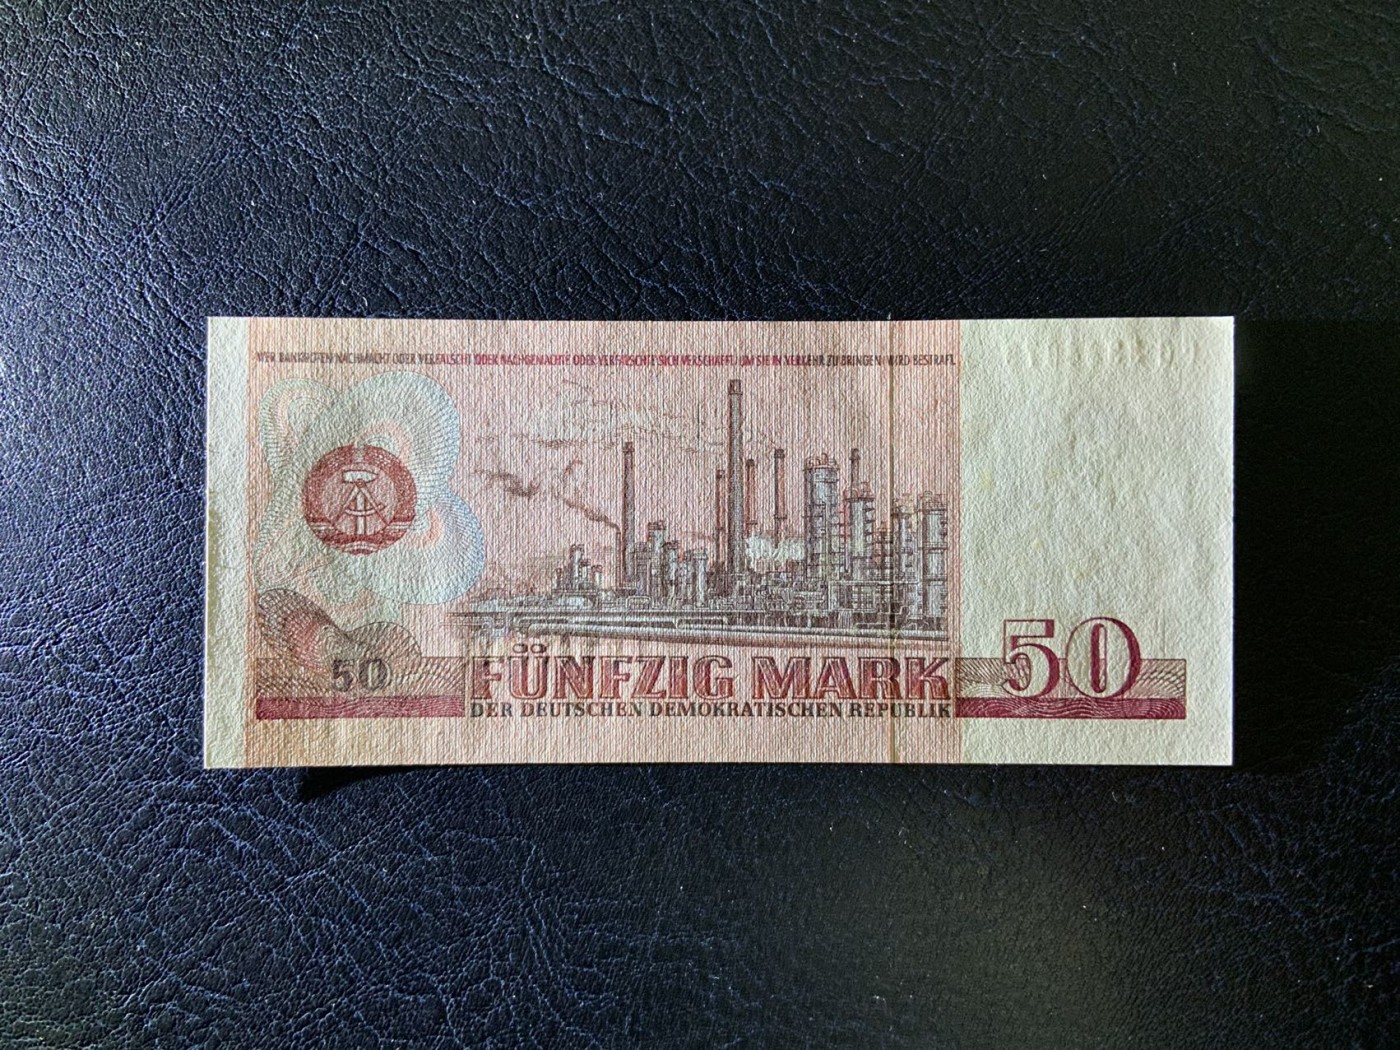 WER BANKNOTEN NACHMACHT ODER VERFÄLSCHT ODER NACHGEMACHTE ODER VERFÄLSCHTE SICH VERSCHAFFT UM SIE IN VERKEHR ZU BRINGEN WIRD BESTRAFT.
50
FÜNFZIG MARK
50
DER DEUTSCHEN DEMOKRATISCHEN REPUBLIK